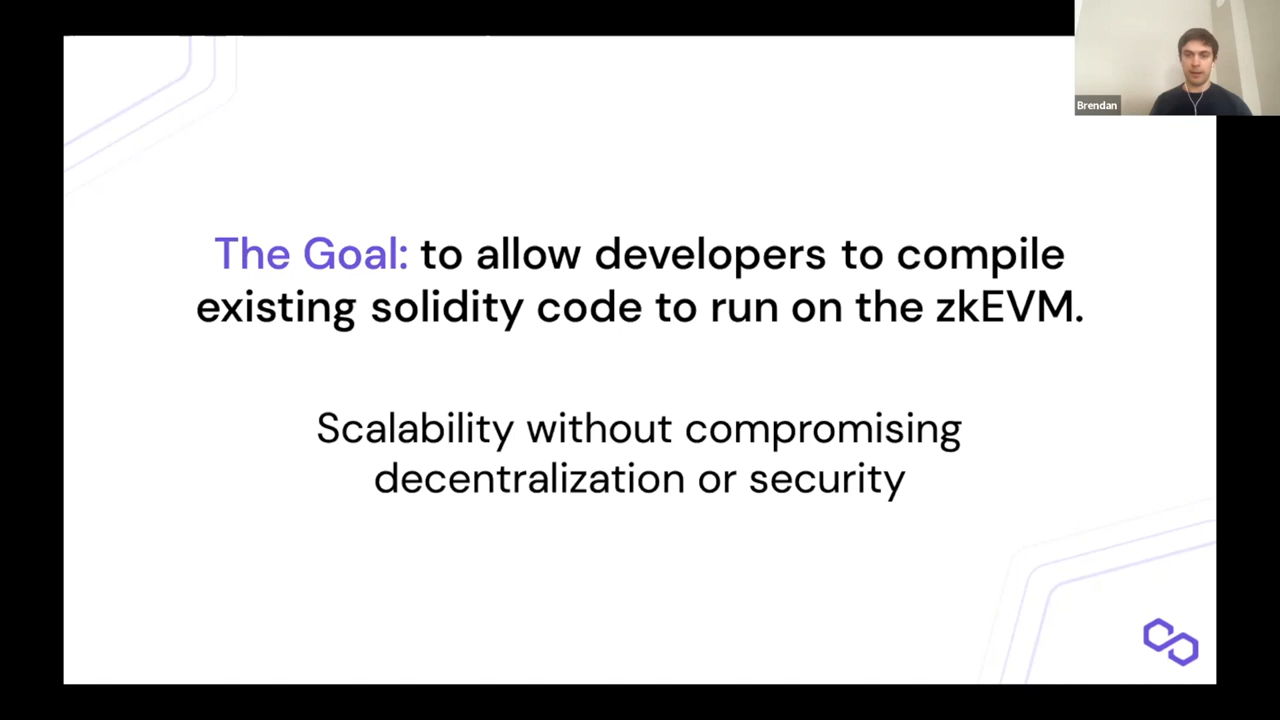 Brendan
The Goal: to allow developers to compile
existing solidity code to run on the zkEVM.
Scalability without compromising
decentralization or security